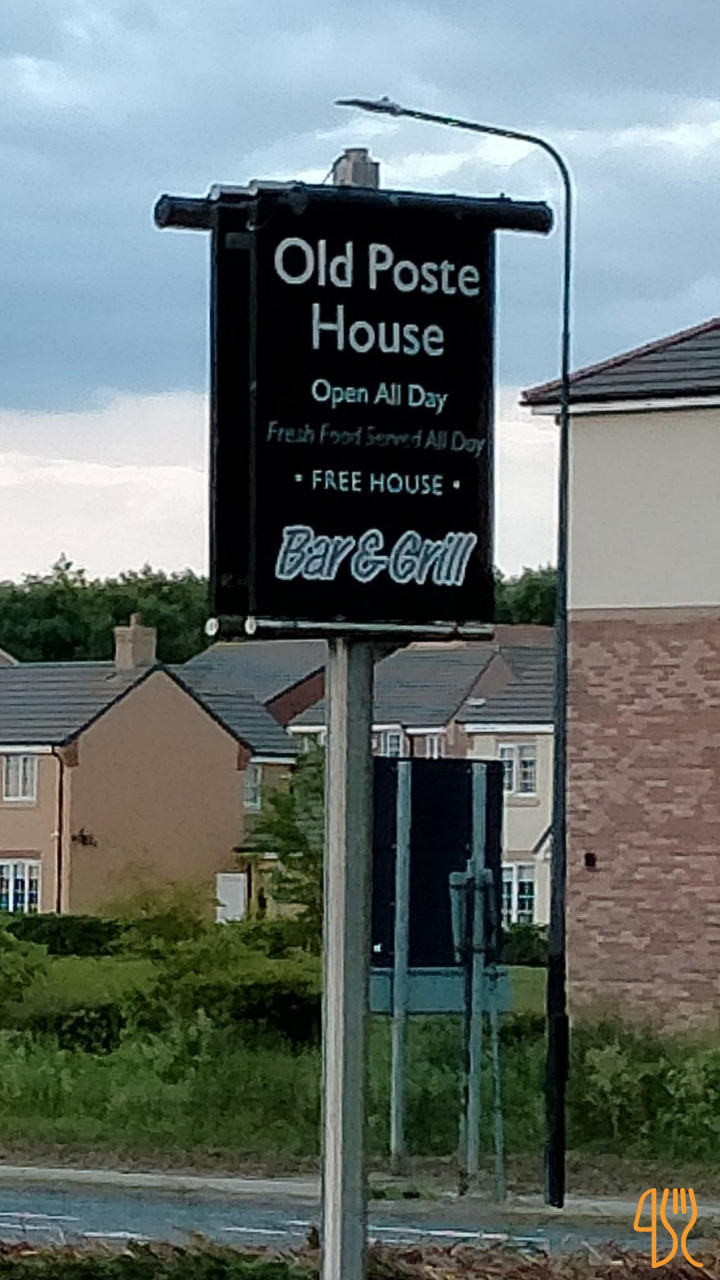 Old Poste
House
Open All Day
Fresh Food Served All Day
• FREE HOUSE •
Bar & Grill